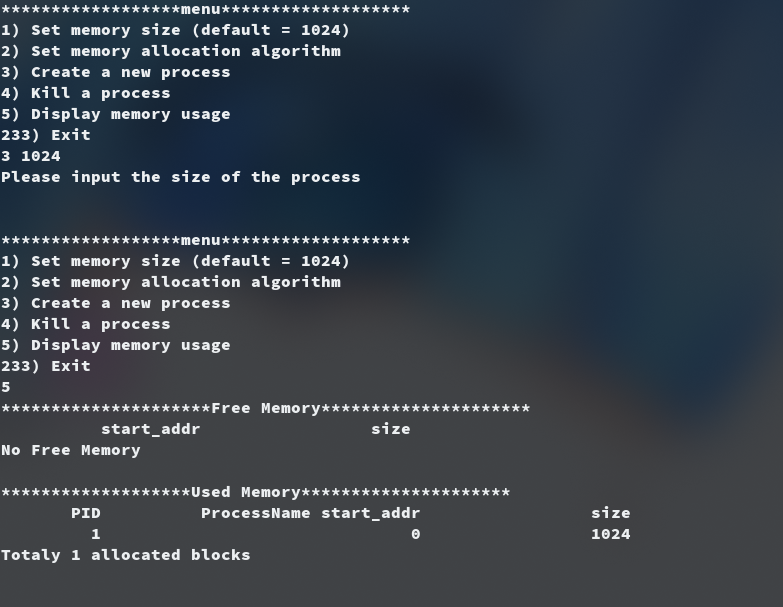 ******************menu*******************
1) Set memory size (default = 1024)
2) Set memory allocation algorithm
3) Create a new process
4) Kill a process
5) Display memory usage
233) Exit
3 1024
Please input the size of the process
******************menu*******************
1) Set memory size (default = 1024)
2) Set memory allocation algorithm
3) Create a new process
4) Kill a process
5) Display memory usage
233) Exit
5
*********************Free Memory*********************
          start_addr                 size
No Free Memory
*******************Used Memory*********************
       PID          ProcessName start_addr                 size
         1                               0                 1024
Totaly 1 allocated blocks